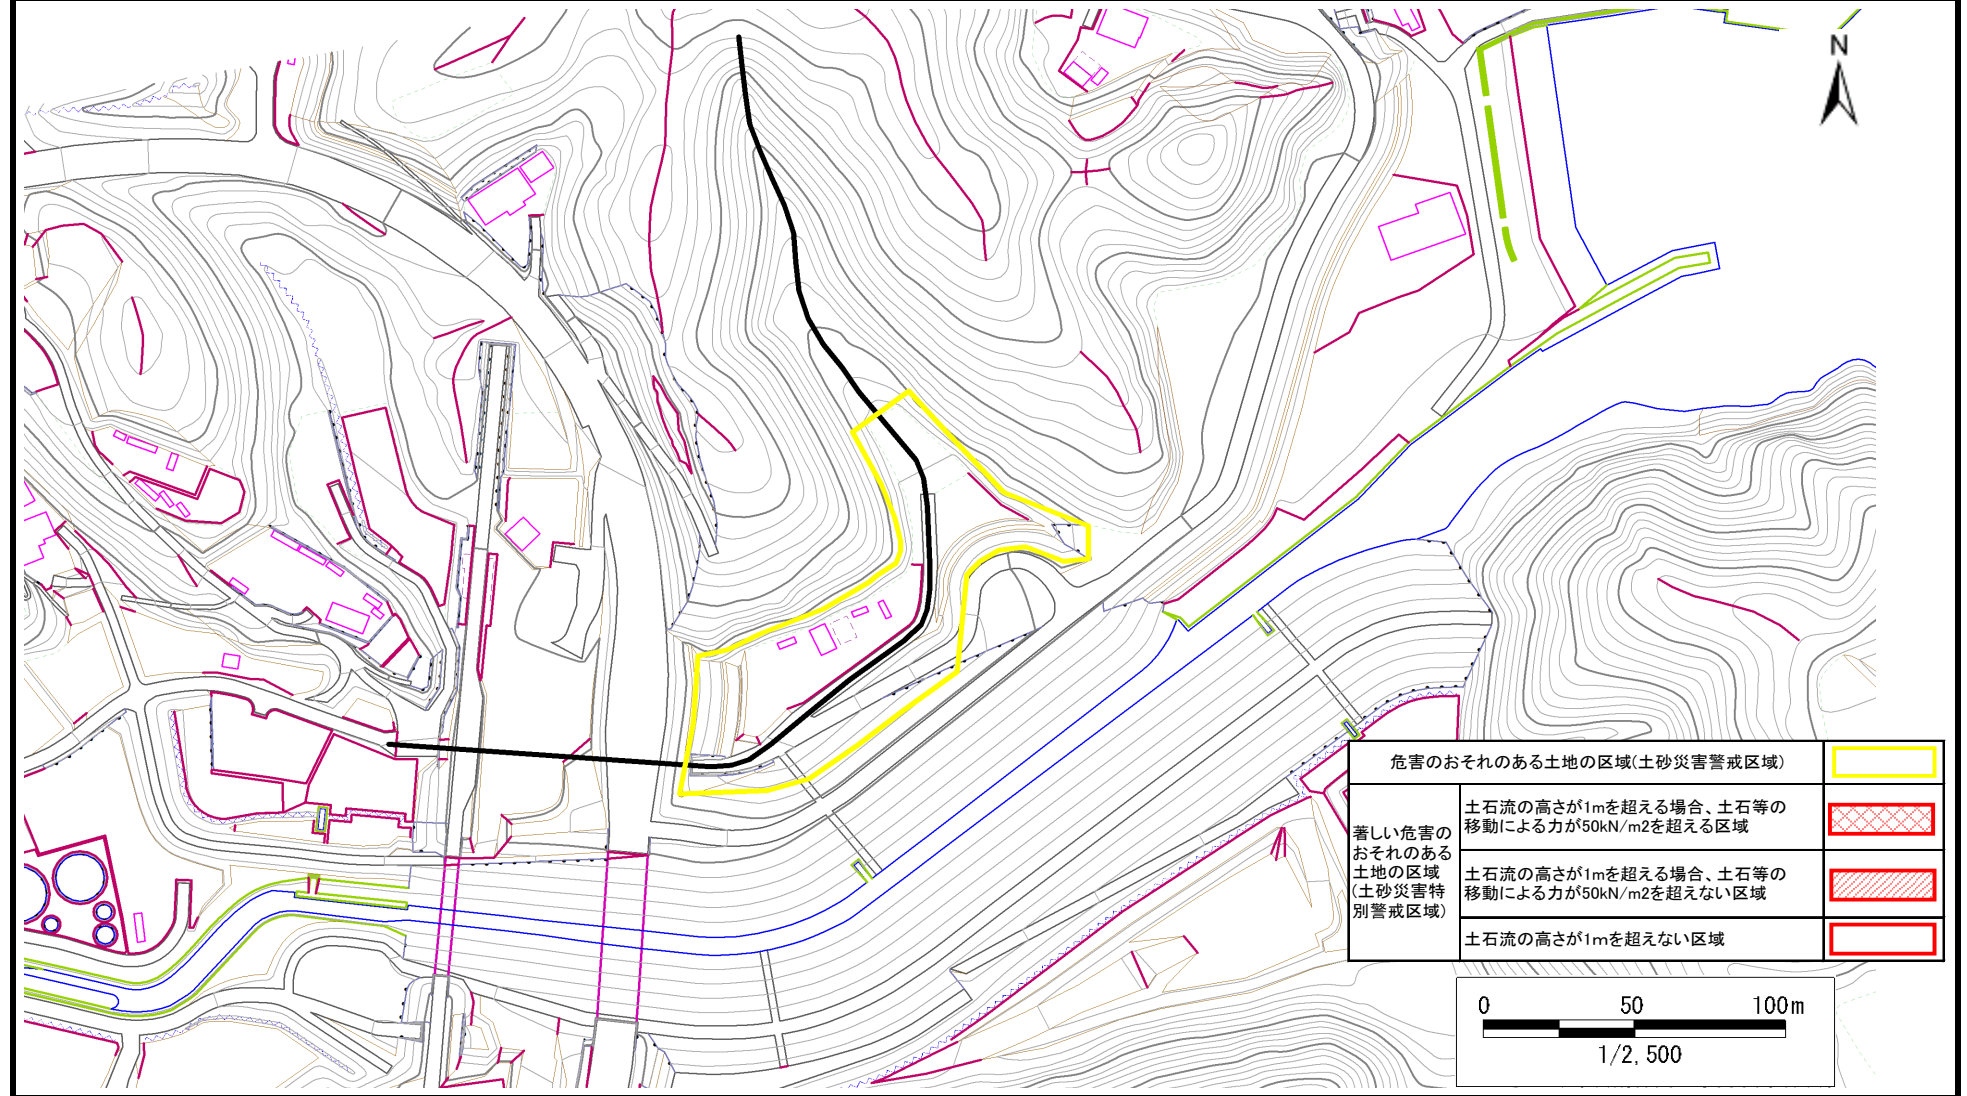 N
危害のおそれのある土地の区域(土砂災害警戒区域)
著しい危害の
おそれのある
土地の区域
(土砂災害特
別警戒区域)
土石流の高さが1mを超える場合、土石等の
移動による力が50kN/m2を超える区域
土石流の高さが1mを超える場合、土石等の
移動による力が50kN/m2を超えない区域
土石流の高さが1mを超えない区域
0 50 100m
1/2,500